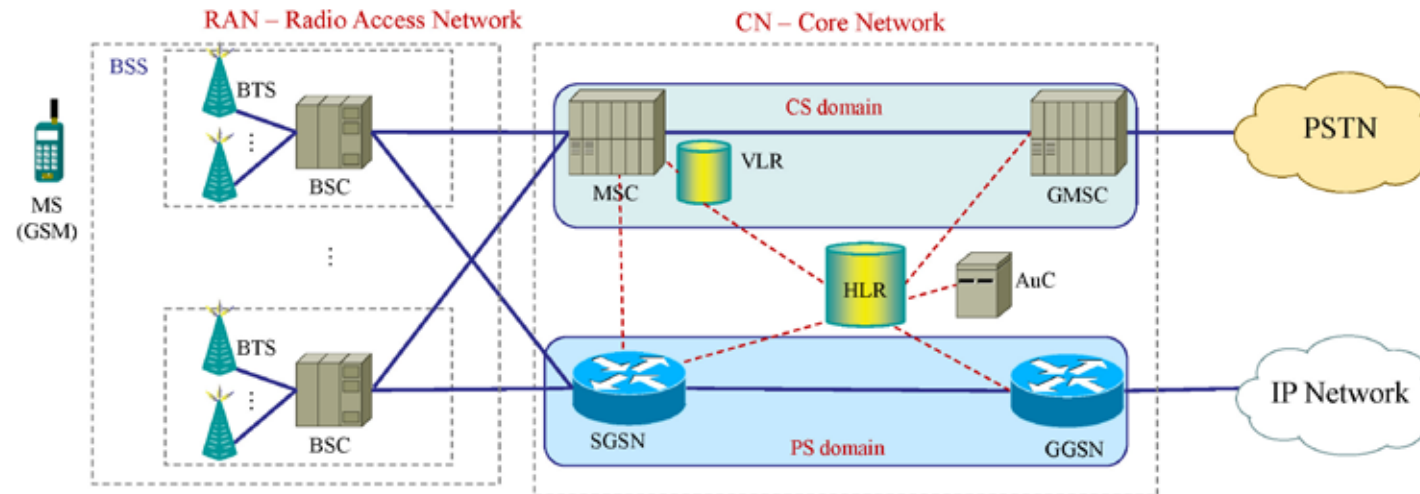 RAN – Radio Access Network
CN – Core Network
BSS
BTS
...
BSC
MS
(GSM)
...
BTS
...
BSC
CS domain
MSC
VLR
GMSC
HLR
AuC
SGSN
PS domain
GGSN
PSTN
IP Network